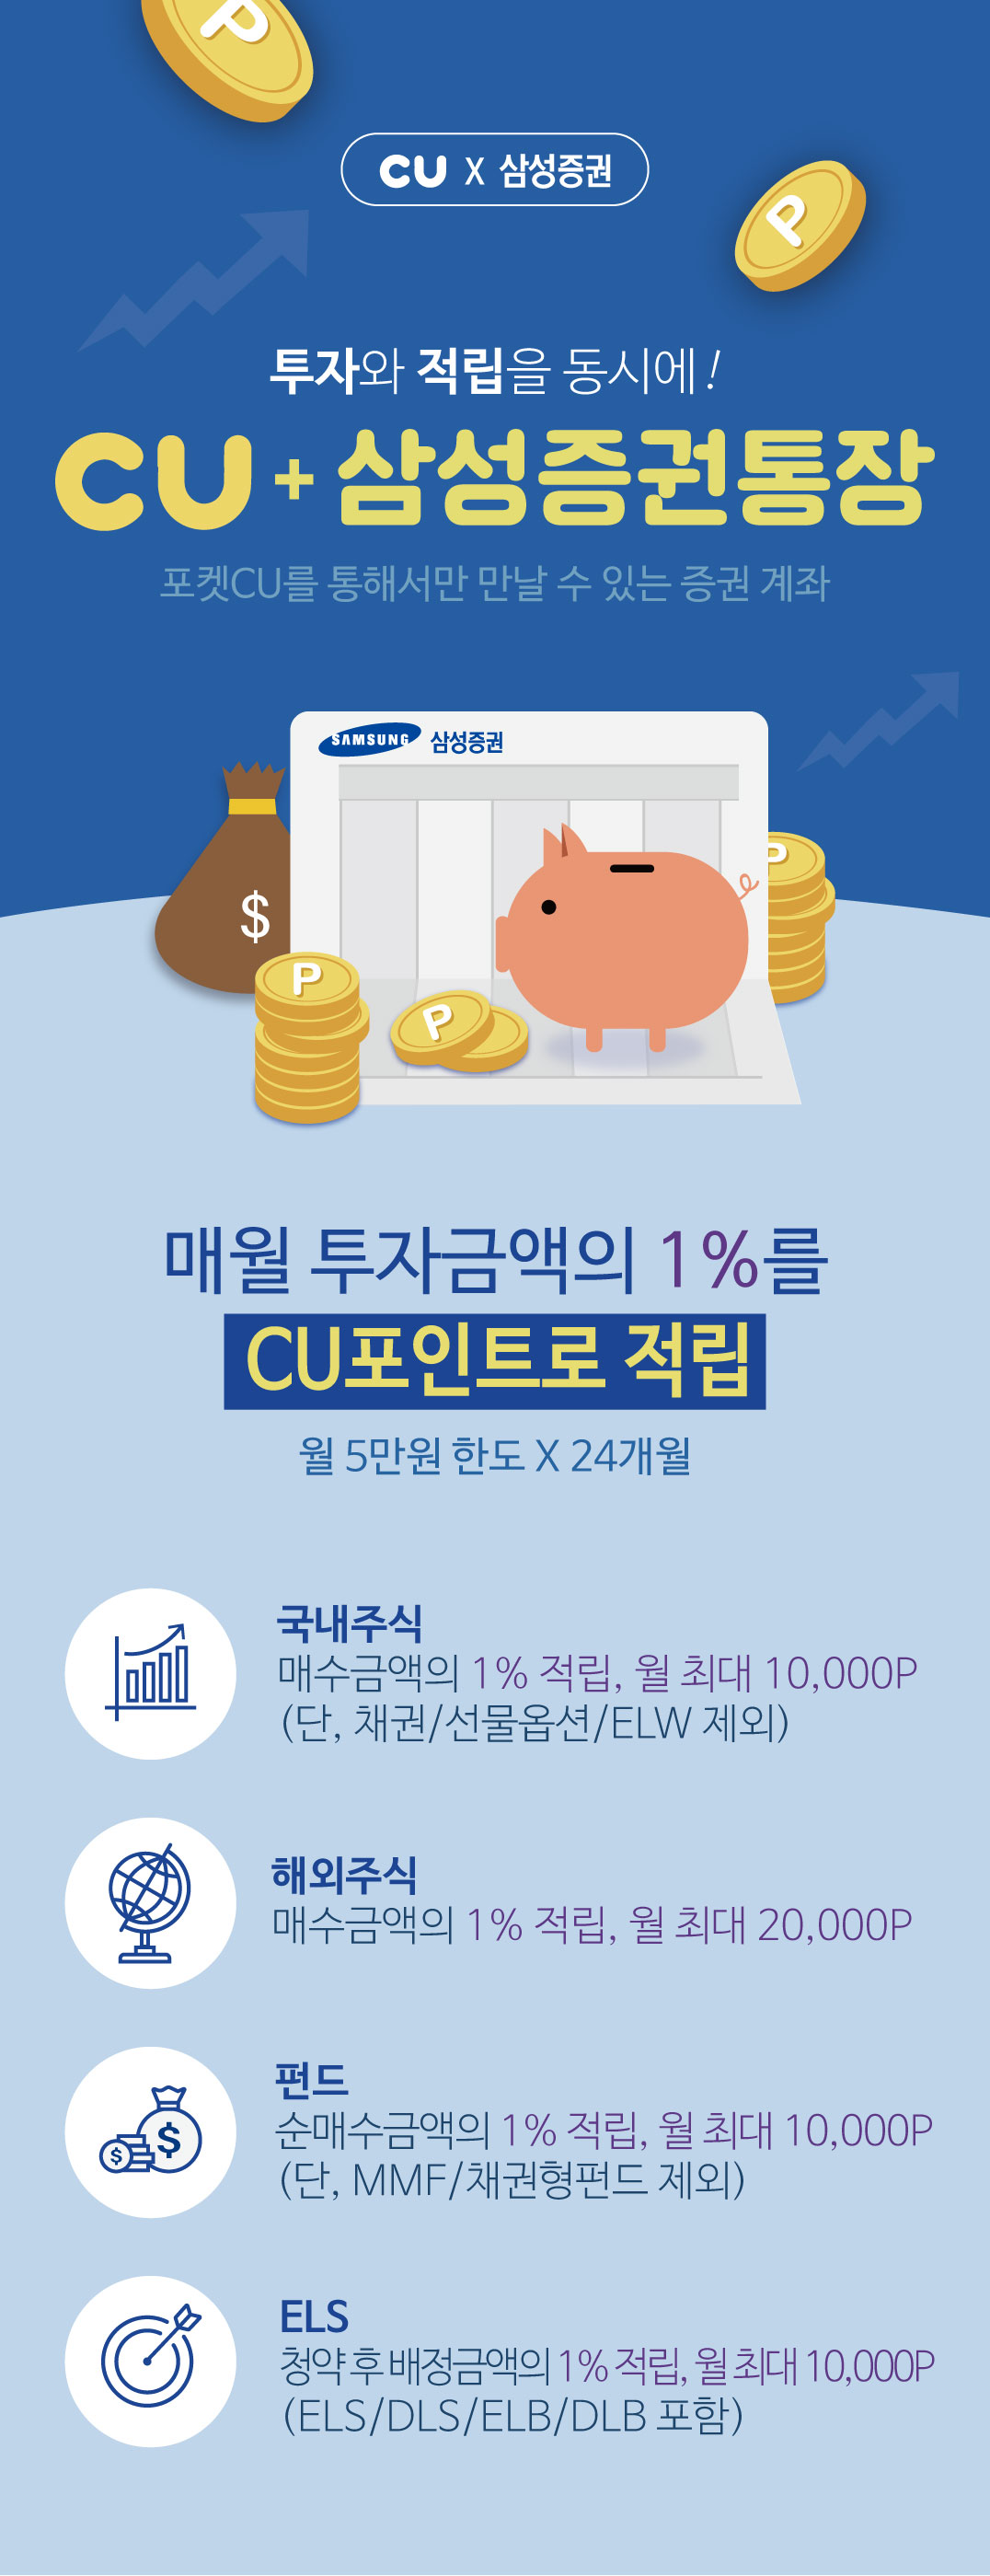 P
CU X 삼성증권
P
투자와 적립을 동시에!
CU + 삼성증권통장
포켓CU를 통해서만 만날 수 있는 증권 계좌
SAMSUNG 삼성증권
P
$
P
P
매월 투자금액의 1%를
CU포인트로 적립
월 5만원 한도 X 24개월
국내주식
매수금액의 1% 적립, 월 최대 10,000P
(단, 채권/선물옵션/ELW 제외)
해외주식
매수금액의 1% 적립, 월 최대 20,000P
펀드
순매수금액의 1% 적립, 월 최대 10,000P
(단, MMF/채권형펀드 제외)
$ $
ELS
청약 후 배정금액의 1% 적립, 월 최대 10,000P
(ELS/DLS/ELB/DLB 포함)